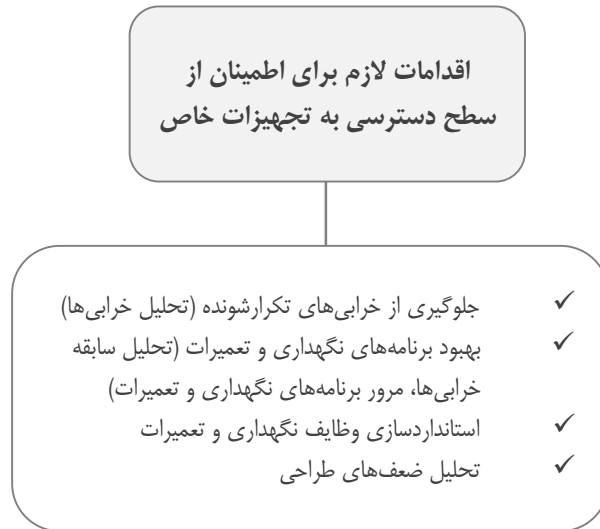 اقدامات لازم برای اطمینان از
سطح دسترسی به تجهیزات خاص
✓ جلوگیری از خرابی‌های تکرارشونده (تحلیل خرابی‌ها)
✓ بهبود برنامه‌های نگهداری و تعمیرات (تحلیل سابقه
خرابی‌ها، مرور برنامه‌های نگهداری و تعمیرات)
✓ استانداردسازی وظایف نگهداری و تعمیرات
✓ تحلیل ضعف‌های طراحی